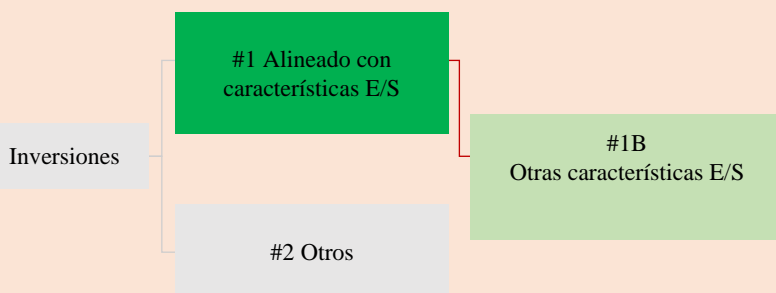 #1 Alineado con
características E/S
#1B
Otras características E/S
Inversiones
#2 Otros